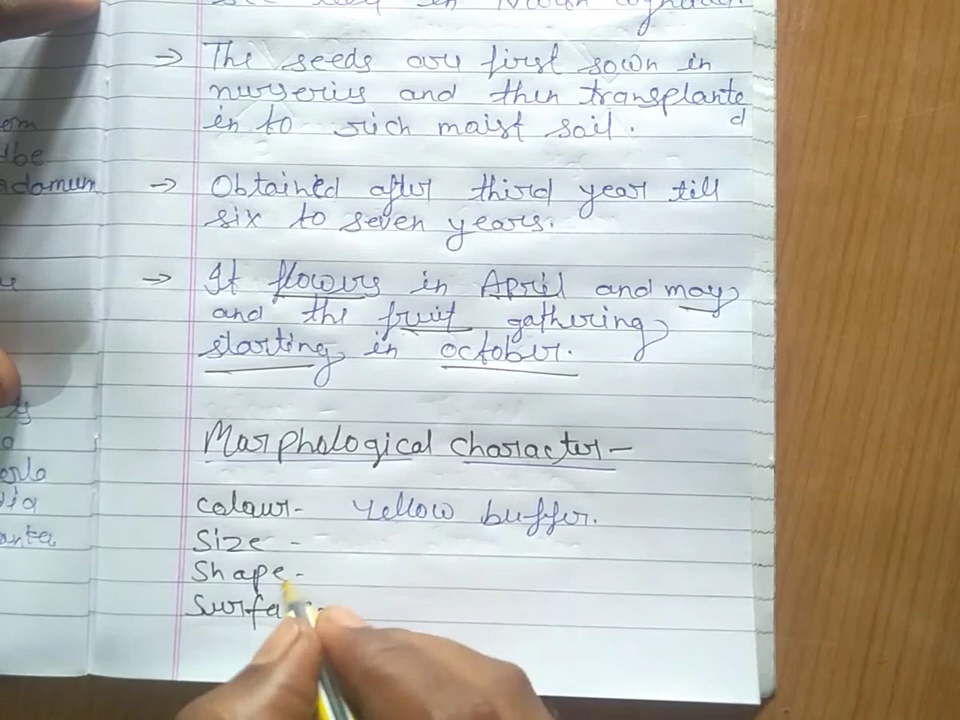 → The seeds are first sown in
nurseries and then transplante
d
in to rich moist soil.
→ Obtained after third year till
six to seven years.
→ It flowers in April and may
and the fruit gathering
starting in october.
Morphological character-
colour- Yellow buffer.
Size -
Shape-
Surfa